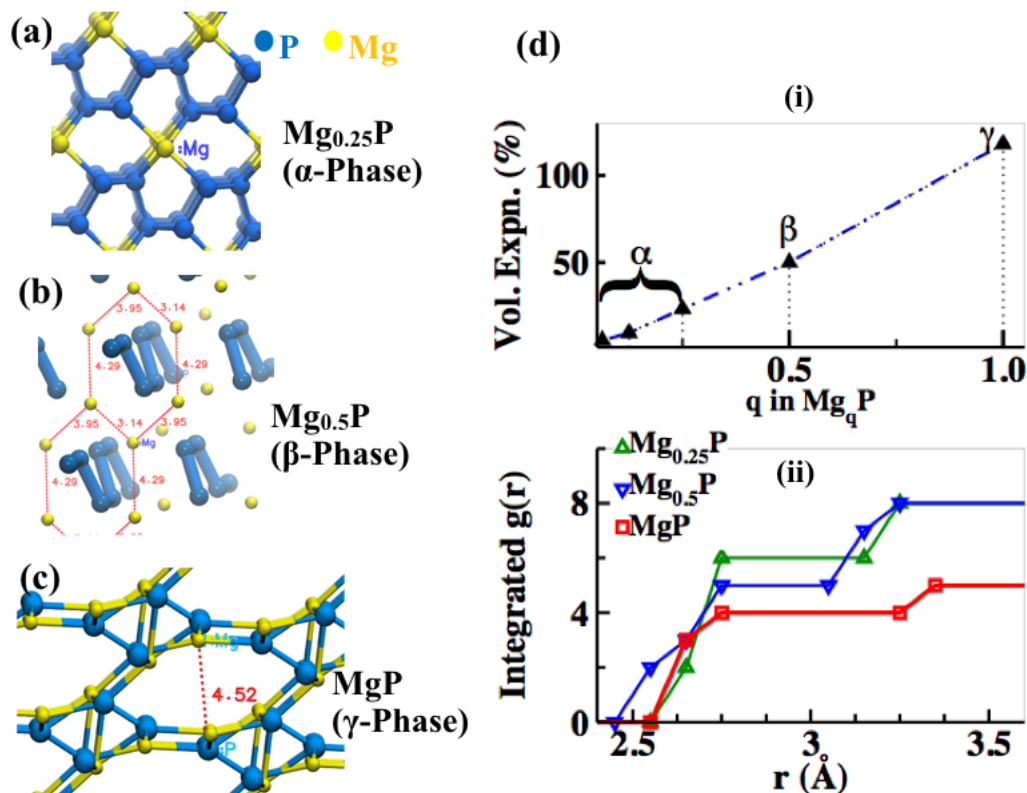 (a)
P Mg
:Mg
Mg0.25P
(α-Phase)
(b)
3.95 3.14
4.29 4.29
:P
3.95 3.14 3.95
:Mg
4.29 4.29
Mg0.5P
(β-Phase)
(c)
:Mg
4.52
:P
MgP
(γ-Phase)
(d)
(i)
Vol. Expn. (%)
100
50
α
β
γ
0.5 1.0
q in MgqP
(ii)
Mg0.25P
Mg0.5P
MgP
Integrated g(r)
8
4
0
2.5 3 3.5
r (Å)